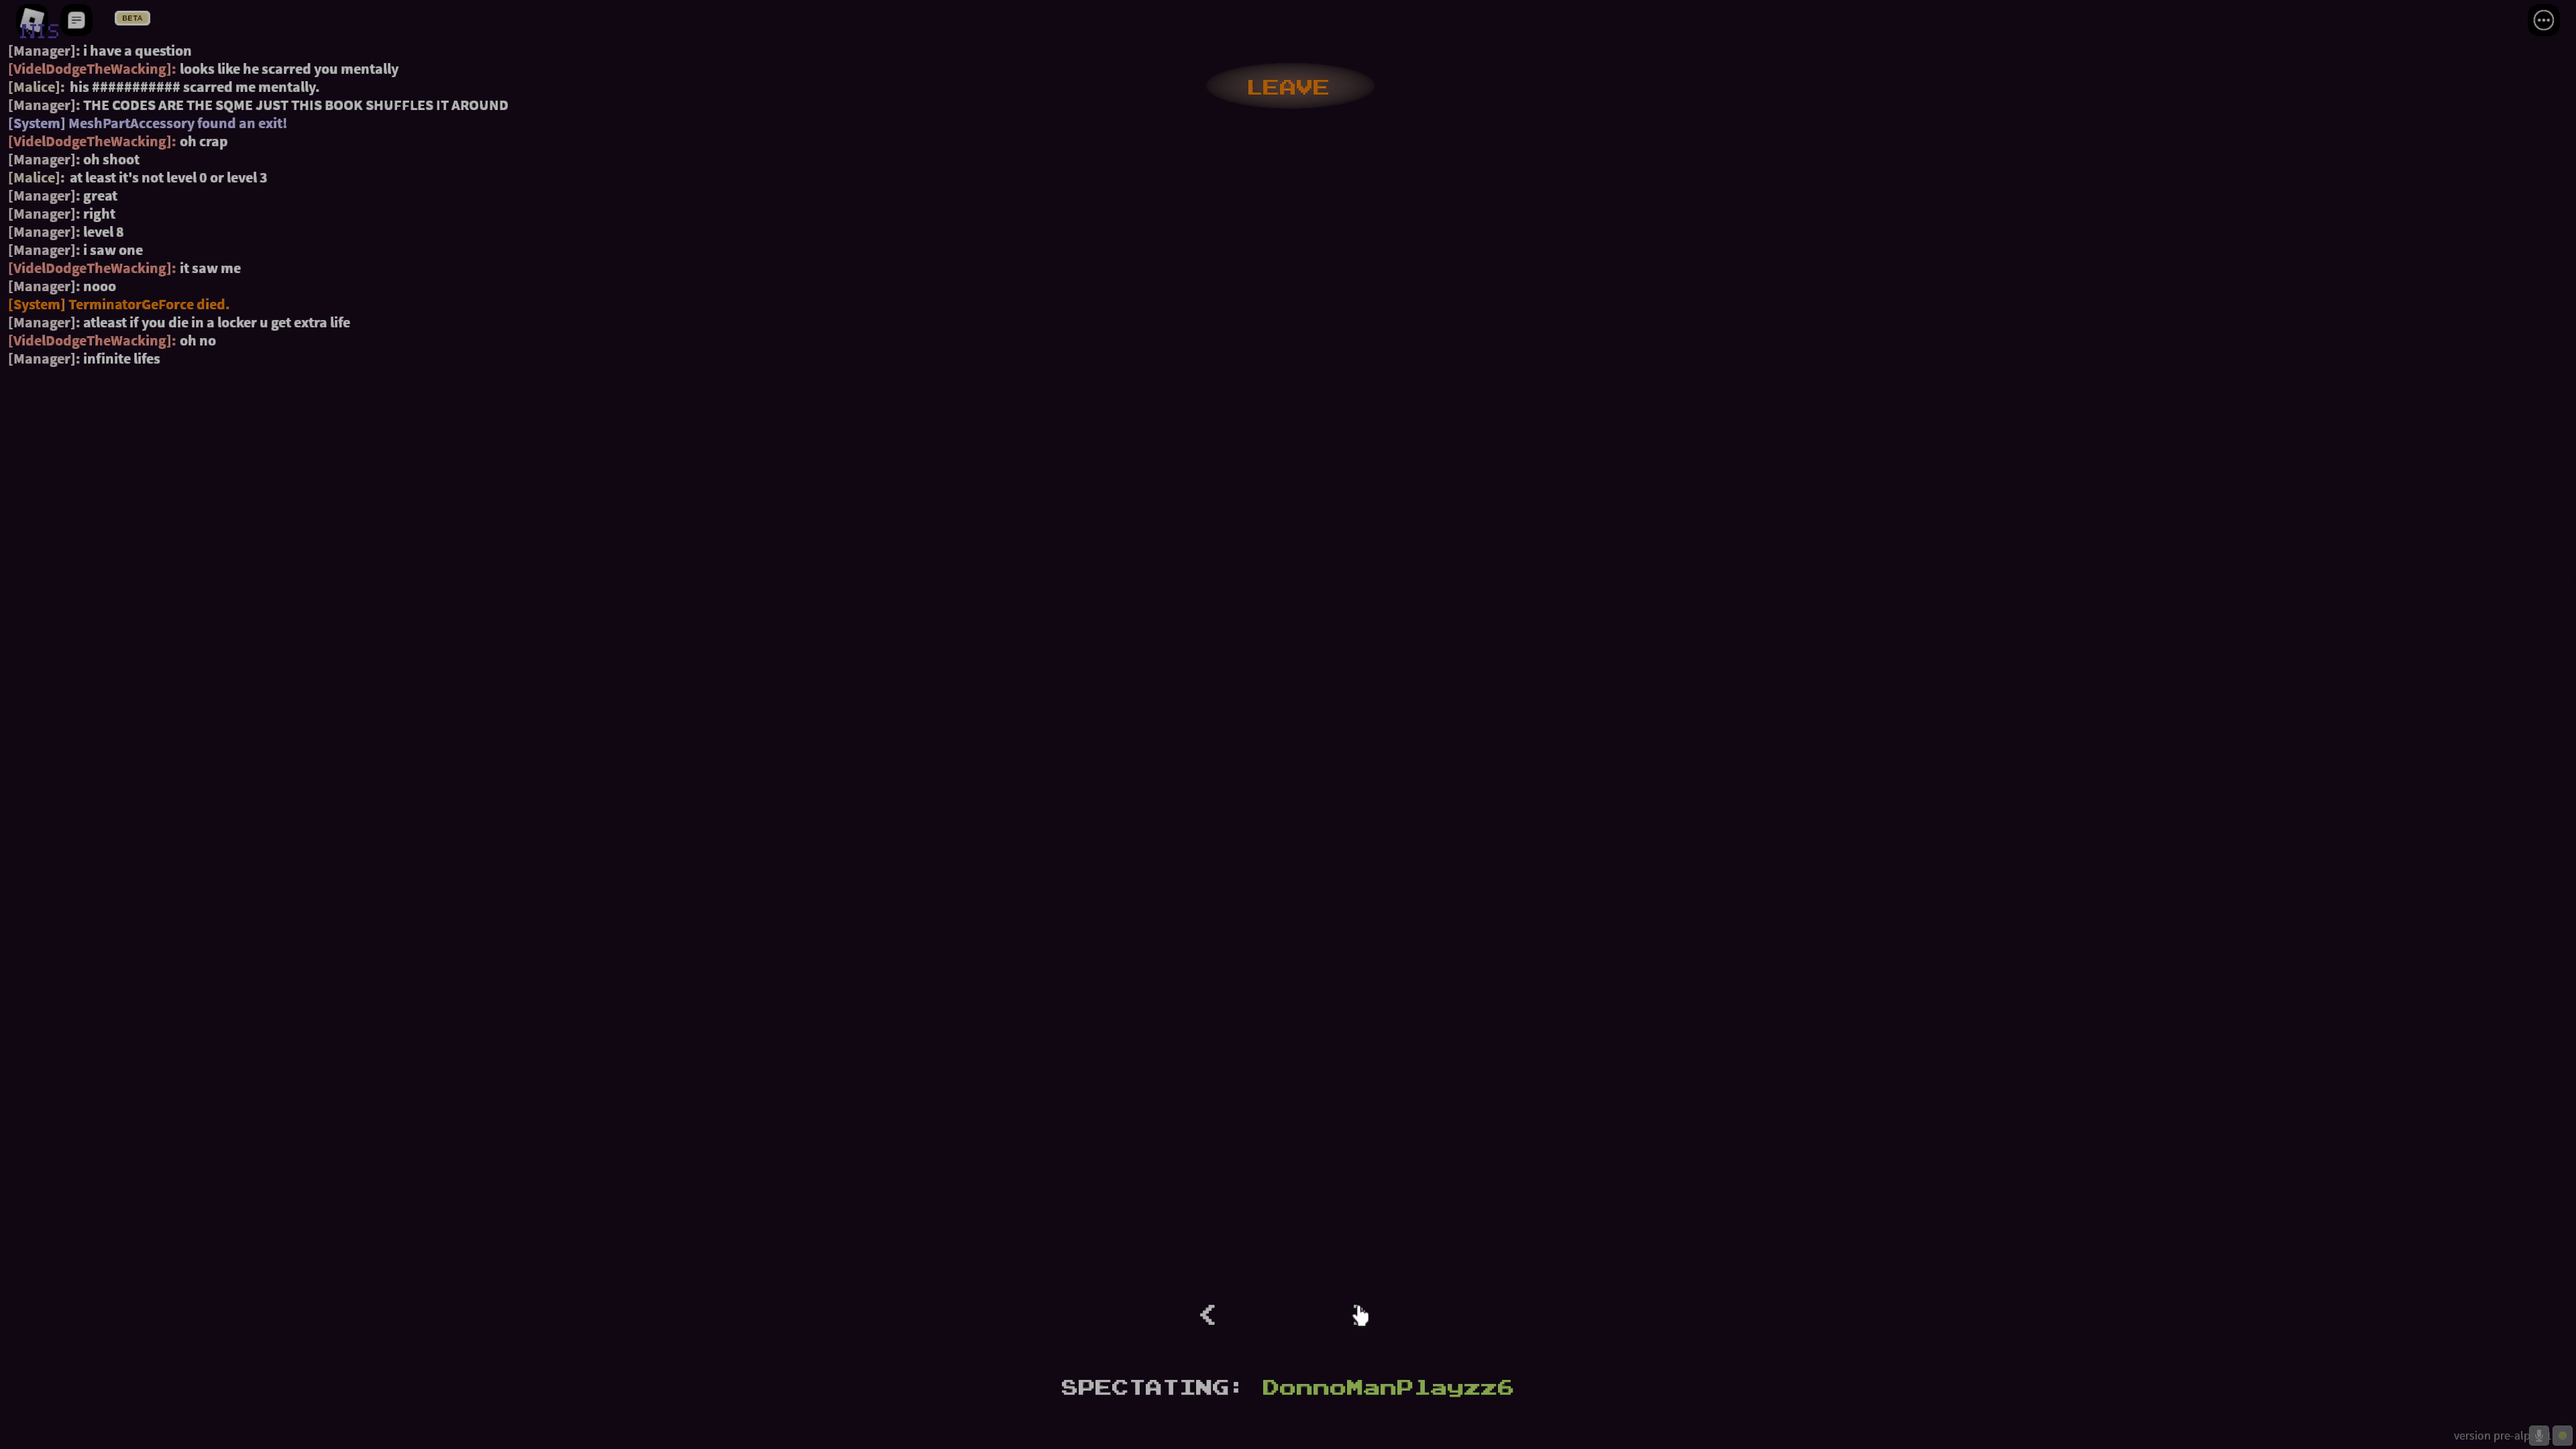 BETA
NIS
[Manager]: i have a question
[VidelDodgeTheWacking]: looks like he scarred you mentally
[Malice]: his ########### scarred me mentally.
[Manager]: THE CODES ARE THE SQME JUST THIS BOOK SHUFFLES IT AROUND
[System] MeshPartAccessory found an exit!
[VidelDodgeTheWacking]: oh crap
[Manager]: oh shoot
[Malice]: at least it's not level 0 or level 3
[Manager]: great
[Manager]: right
[Manager]: level 8
[Manager]: i saw one
[VidelDodgeTheWacking]: it saw me
[Manager]: nooo
[System] TerminatorGeForce died.
[Manager]: atleast if you die in a locker u get extra life
[VidelDodgeTheWacking]: oh no
[Manager]: infinite lifes
LEAVE
<
SPECTATING: DonnoManPlayzz6
version